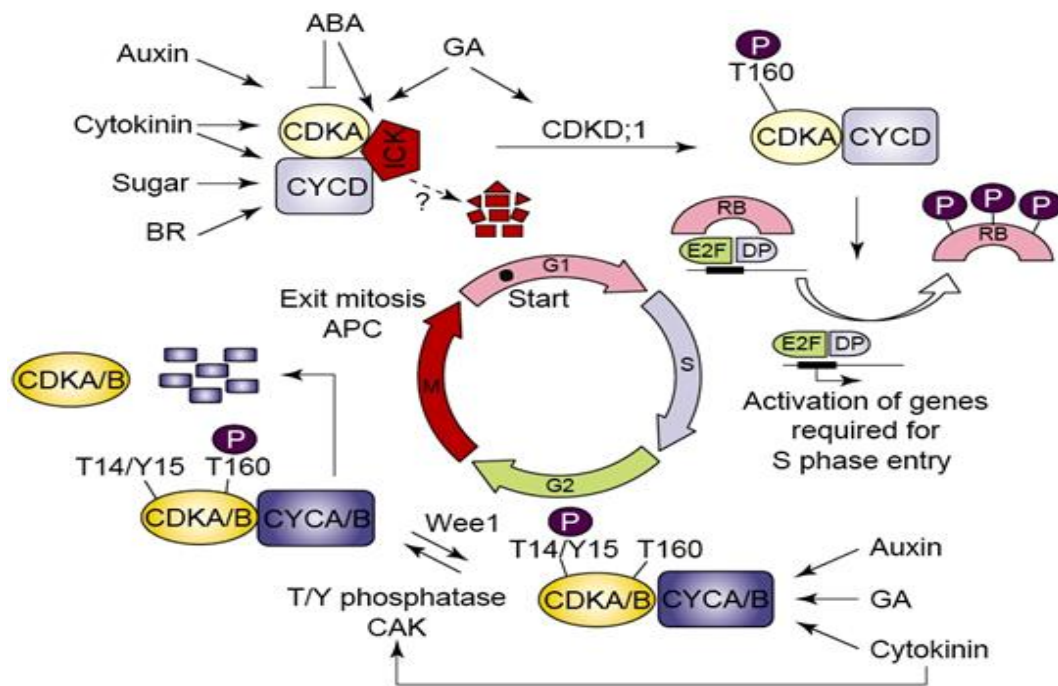 ABA
Auxin
GA
P
T160
Cytokinin
CDKA
ICK
CDKD;1
CDKA
CYCD
CYCD
Sugar
?
BR
RB
P
P
P
RB
E2F
DP
G1
Exit mitosis
APC
Start
E2F
DP
S
M
CDKA/B
Activation of genes
required for
S phase entry
P
T14/Y15
T160
G2
CDKA/B
CYCA/B
Wee1
P
T14/Y15
T160
Auxin
T/Y phosphatase
CAK
CDKA/B
CYCA/B
GA
Cytokinin